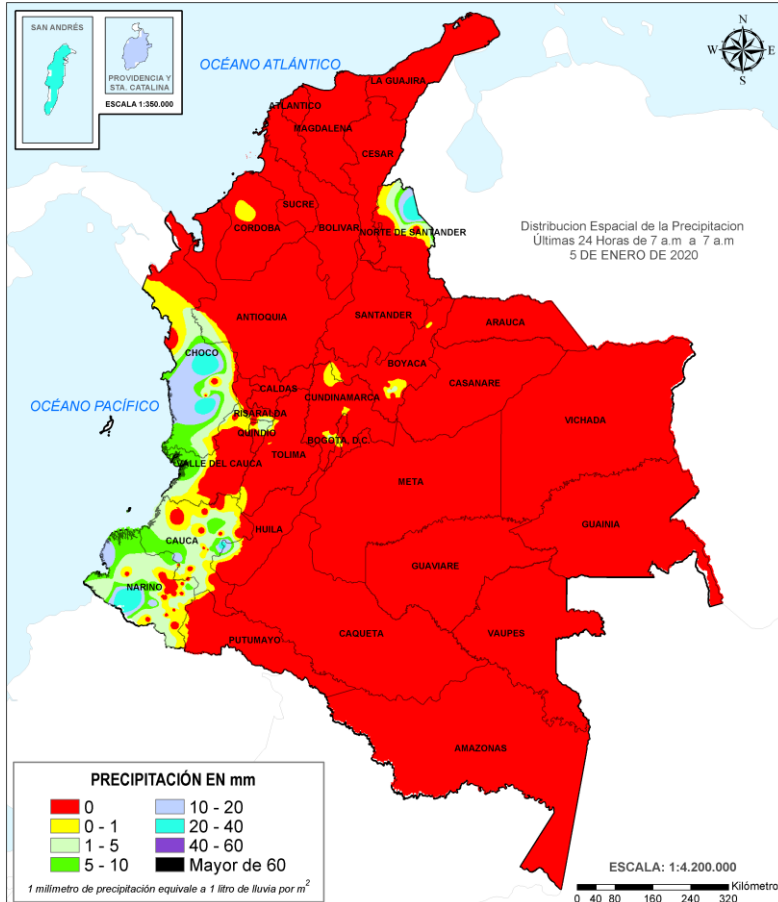 SAN ANDRÉS
PROVIDENCIA Y
STA. CATALINA
ESCALA 1:350.000
OCÉANO ATLÁNTICO
N
W
E
S
LA GUAJIRA
ATLANTICO
MAGDALENA
CESAR
SUCRE
CORDOBA
BOLIVAR
NORTE DE SANTANDER
Distribucion Espacial de la Precipitacion
Últimas 24 Horas de 7 a.m a 7 a.m
5 DE ENERO DE 2020
ANTIOQUIA
SANTANDER
ARAUCA
CHOCO
BOYACA
CASANARE
CALDAS
CUNDINAMARCA
OCÉANO PACÍFICO
RISARALDA
VICHADA
QUINDIO
BOGOTA, D.C.
TOLIMA
VALLE DEL CAUCA
META
HUILA
GUAINIA
CAUCA
GUAVIARE
NARIÑO
CAQUETA
VAUPES
PUTUMAYO
AMAZONAS
PRECIPITACIÓN EN mm
0
10 - 20
0 - 1
20 - 40
1 - 5
40 - 60
5 - 10
Mayor de 60
1 milímetro de precipitación equivale a 1 litro de lluvia por m²
ESCALA: 1:4.200.000
Kilómetro
0 40 80 160 240 320